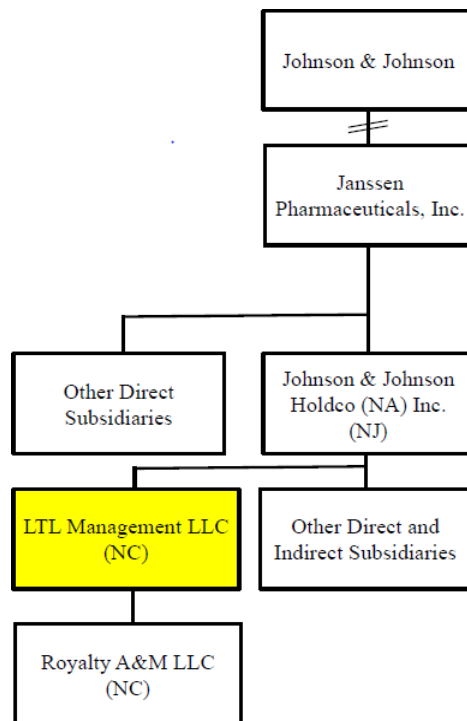 Johnson & Johnson
Janssen
Pharmaceuticals, Inc.
Other Direct
Subsidiaries
Johnson & Johnson
Holdco (NA) Inc.
(NJ)
LTL Management LLC
(NC)
Other Direct and
Indirect Subsidiaries
Royalty A&M LLC
(NC)